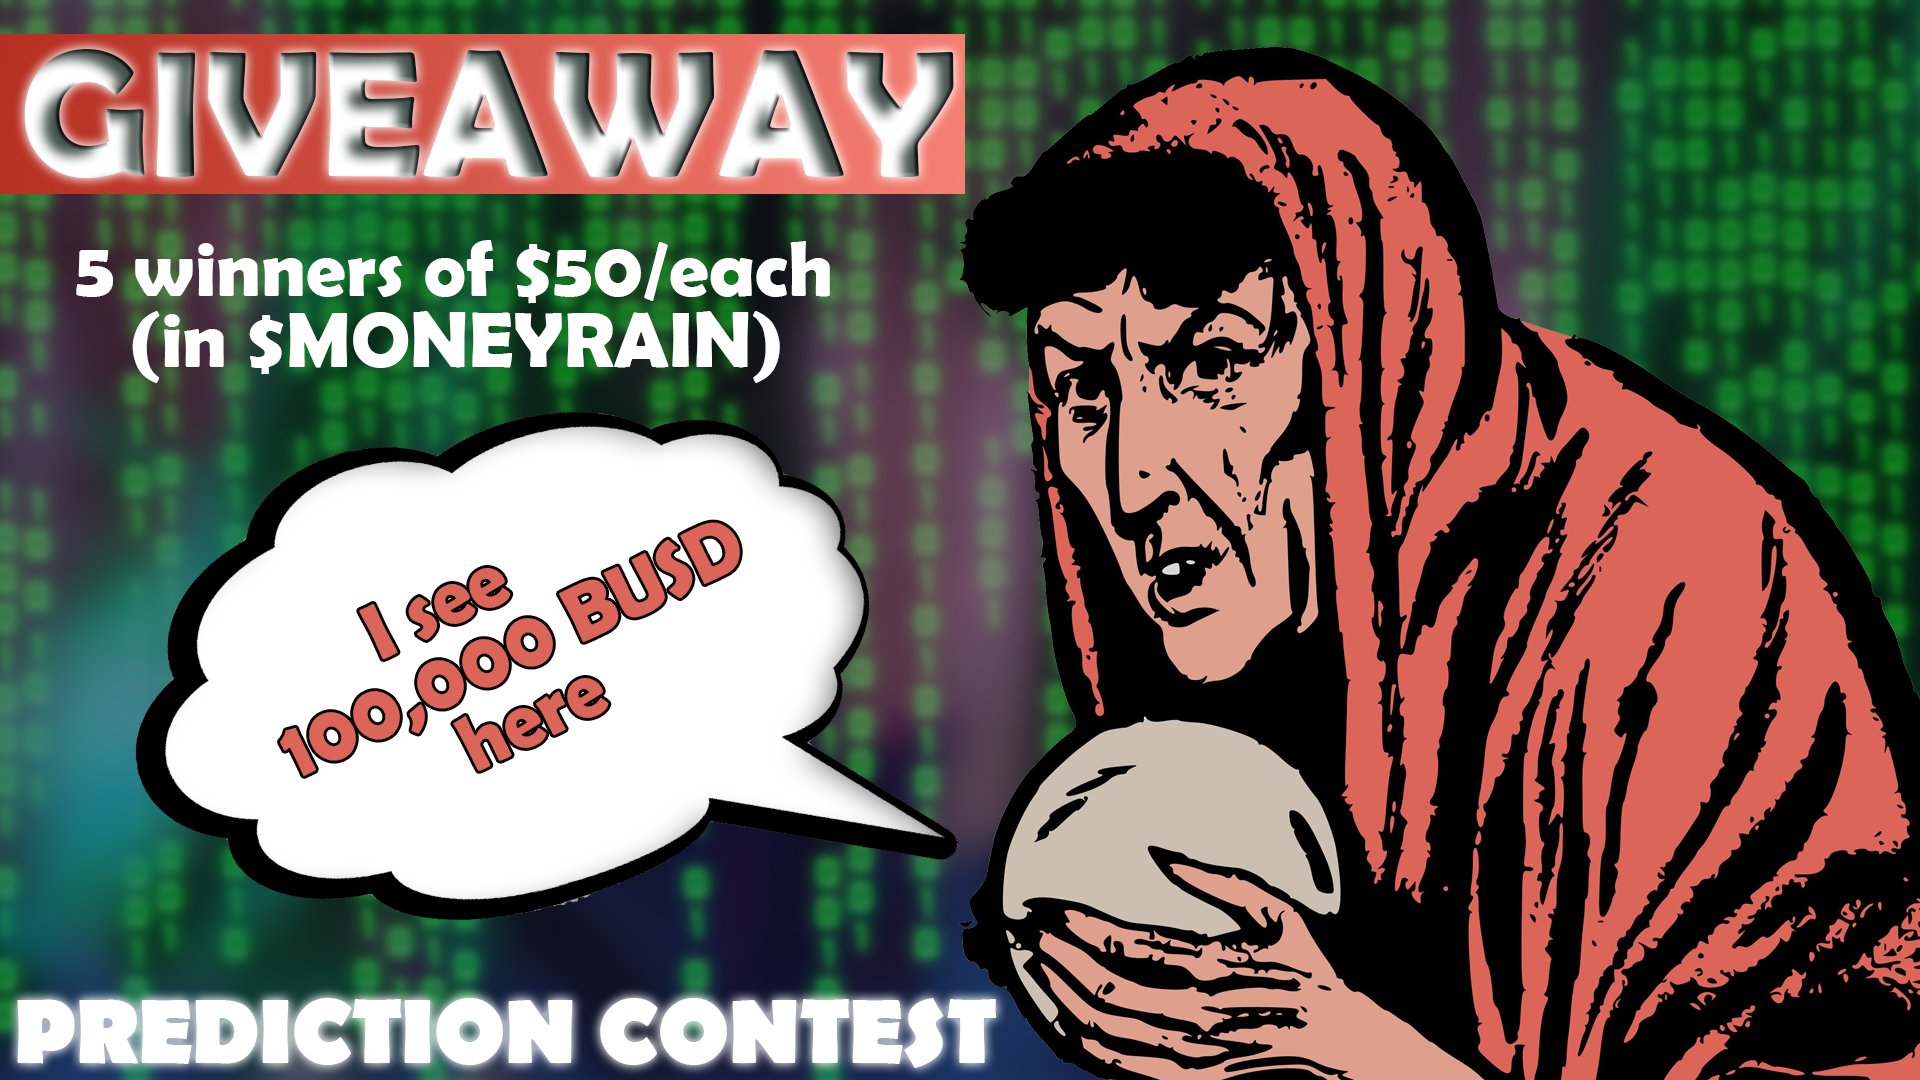 GIVEAWAY
5 winners of $50/each
(in $MONEYRAIN)
I see
100,000 BUSD
here
PREDICTION CONTEST